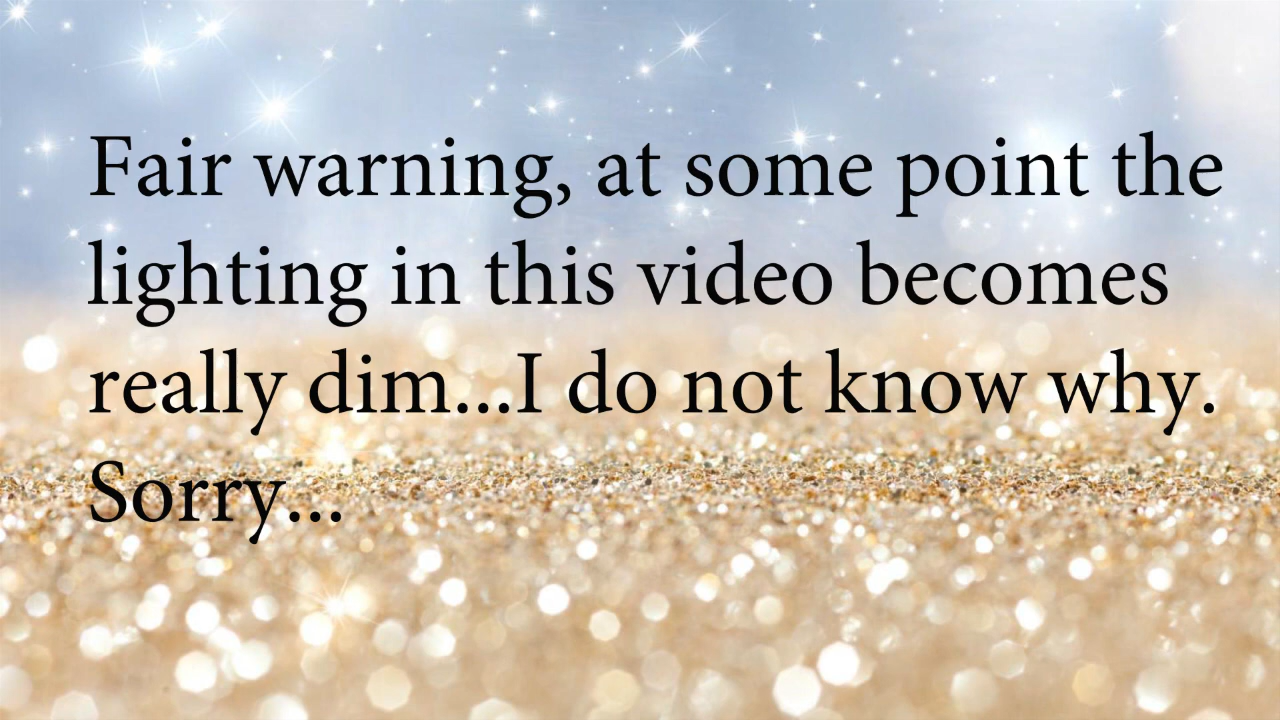 Fair warning, at some point the
lighting in this video becomes
really dim...I do not know why.
Sorry...